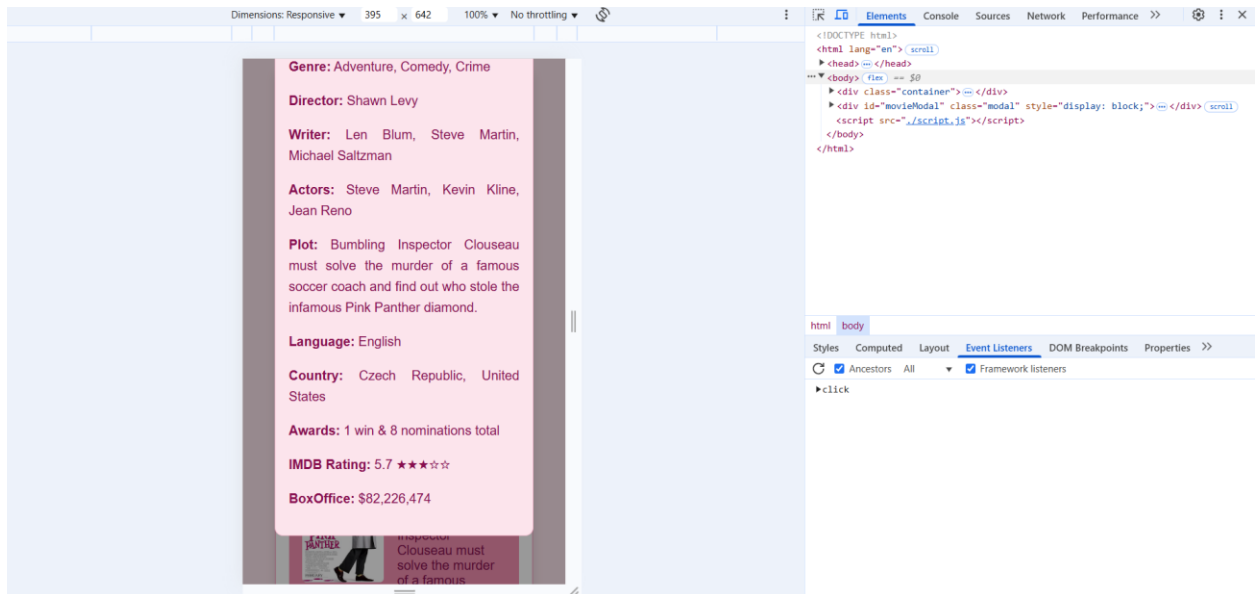 Dimensions: Responsive ▼ 395 × 642 100% ▼ No throttling ▼
Genre: Adventure, Comedy, Crime
Director: Shawn Levy
Writer: Len Blum, Steve Martin,
Michael Saltzman
Actors: Steve Martin, Kevin Kline,
Jean Reno
Plot: Bumbling Inspector Clouseau
must solve the murder of a famous
soccer coach and find out who stole the
infamous Pink Panther diamond.
Language: English
Country: Czech Republic, United
States
Awards: 1 win & 8 nominations total
IMDB Rating: 5.7 ★★★☆☆
BoxOffice: $82,226,474
PANTHER
Inspector
Clouseau must
solve the murder
of a famous
Elements Console Sources Network Performance
<!DOCTYPE html>
<html lang="en"> scroll
▶<head> … </head>
… ▼<body> flex == $0
▶<div class="container"> … </div>
▶<div id="movieModal" class="modal" style="display: block;"> … </div> scroll
<script src="./script.js"></script>
</body>
</html>
html body
Styles Computed Layout Event Listeners DOM Breakpoints Properties
Ancestors All ▼ Framework listeners
▶click